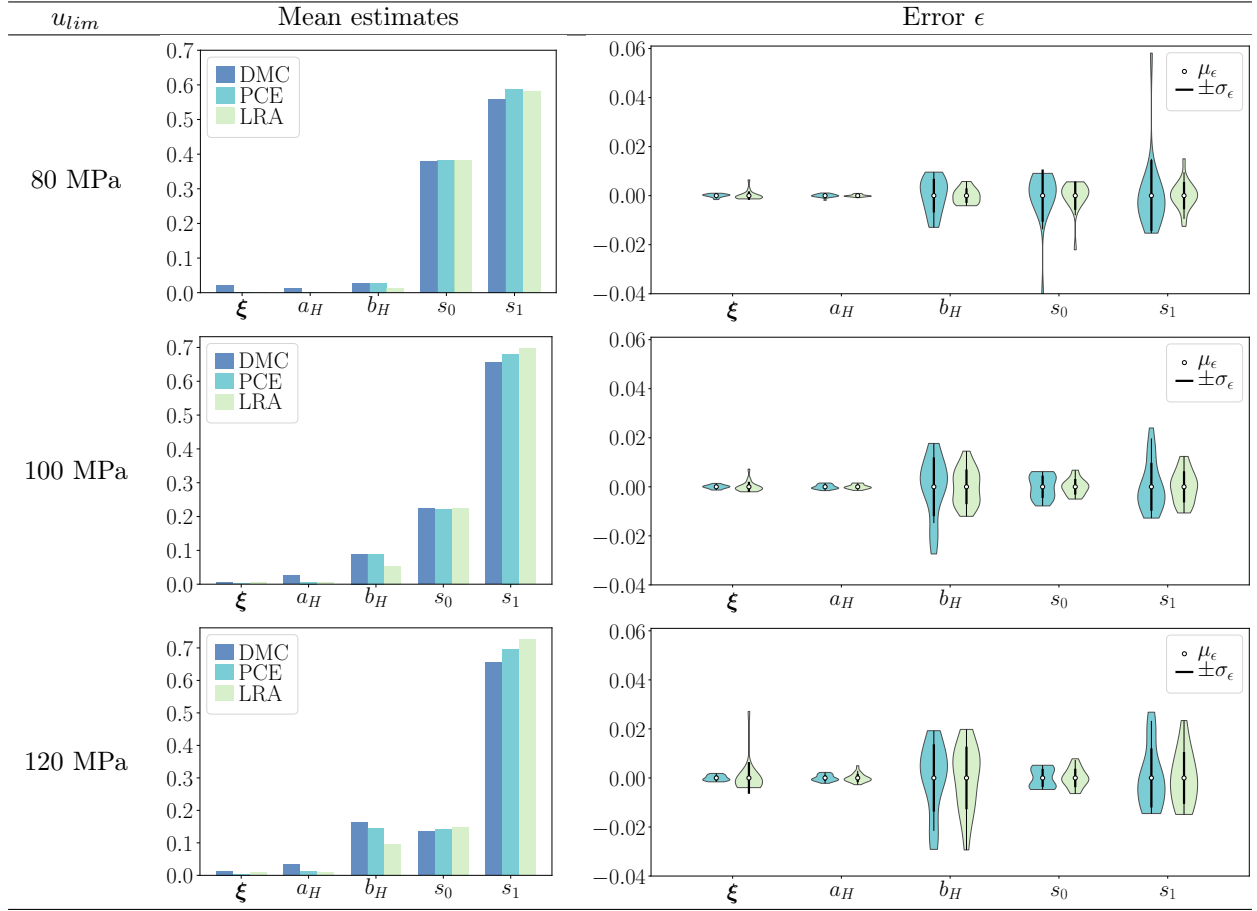 u_{lim} Mean estimates Error ϵ
80 MPa
0.7
0.6
0.5
0.4
0.3
0.2
0.1
0.0
DMC
PCE
LRA
ξ a_H b_H s_0 s_1
0.06
0.04
0.02
0.00
−0.02
−0.04
μ_ϵ
±σ_ϵ
ξ a_H b_H s_0 s_1
100 MPa
0.7
0.6
0.5
0.4
0.3
0.2
0.1
0.0
DMC
PCE
LRA
ξ a_H b_H s_0 s_1
0.06
0.04
0.02
0.00
−0.02
−0.04
μ_ϵ
±σ_ϵ
ξ a_H b_H s_0 s_1
120 MPa
0.7
0.6
0.5
0.4
0.3
0.2
0.1
0.0
DMC
PCE
LRA
ξ a_H b_H s_0 s_1
0.06
0.04
0.02
0.00
−0.02
−0.04
μ_ϵ
±σ_ϵ
ξ a_H b_H s_0 s_1